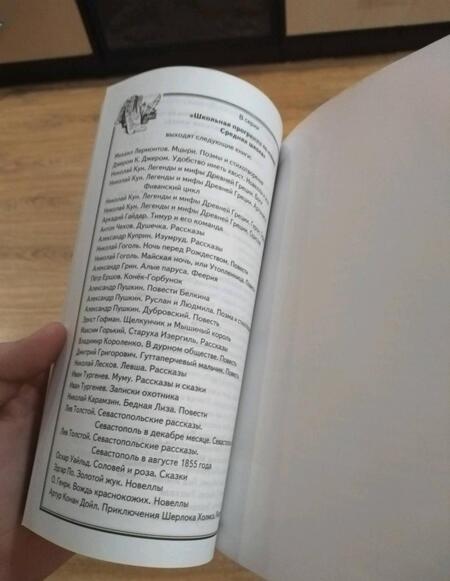 В серии
«Школьная программа по
Средняя школа»
выходят следующие книги:
Михаил Лермонтов. Мцыри. Поэмы и стихотворения
Джером К. Джером. Удобство иметь хвост.
Николай Кун. Легенды и мифы Древней Греции.
Николай Кун. Легенды и мифы Древней Греции.
Фиванский цикл
Николай Кун. Легенды и мифы Древней Греции.
Николай Кун. Легенды и мифы Древней Греции.
Аркадий Гайдар. Тимур и его команда
Антон Чехов. Душечка. Рассказы
Александр Куприн. Изумруд. Рассказы
Николай Гоголь. Ночь перед Рождеством. Повести
Николай Гоголь. Майская ночь, или Утопленница.
Александр Грин. Алые паруса. Феерия
Петр Ершов. Конёк-Горбунок
Александр Пушкин. Повести Белкина
Александр Пушкин. Руслан и Людмила. Поэма и
Александр Пушкин. Дубровский. Повесть
Эрнст Гофман. Щелкунчик и Мышиный король
Максим Горький. Старуха Изергиль. Рассказы
Владимир Короленко. В дурном обществе. Повесть
Дмитрий Григорович. Гуттаперчевый мальчик.
Николай Лесков. Левша. Рассказы
Иван Тургенев. Муму. Рассказы и сказки
Иван Тургенев. Записки охотника
Николай Карамзин. Бедная Лиза. Повести
Лев Толстой. Севастопольские рассказы.
Севастополь в декабре месяце.
Лев Толстой. Севастопольские рассказы.
Севастополь в августе 1855 года
Оскар Уайльд. Соловей и роза. Сказки
Эдгар По. Золотой жук. Новеллы
О. Генри. Вождь краснокожих. Новеллы
Артур Конан Дойл. Приключения Шерлока Холмса.